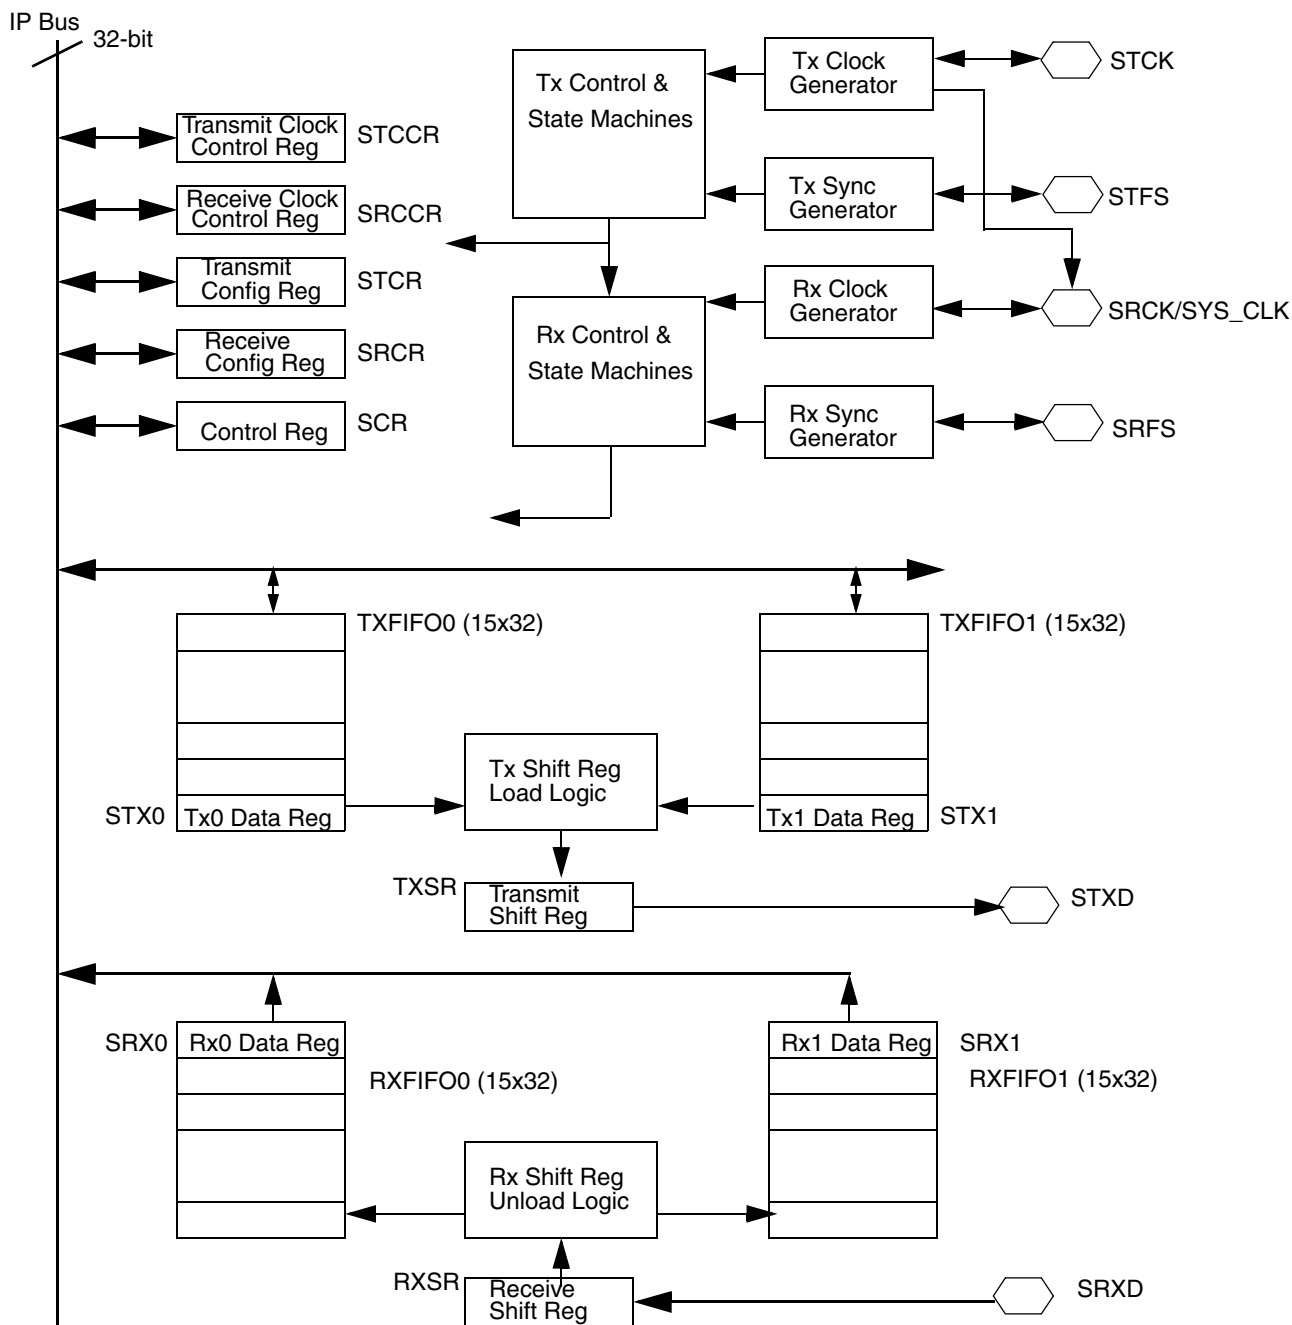 IP Bus
32-bit
Transmit Clock
Control Reg
STCCR
Receive Clock
Control Reg
SRCCR
Transmit
Config Reg
STCR
Receive
Config Reg
SRCR
Control Reg
SCR
Tx Control &
State Machines
Rx Control &
State Machines
Tx Clock
Generator
STCK
Tx Sync
Generator
STFS
Rx Clock
Generator
SRCK/SYS_CLK
Rx Sync
Generator
SRFS
TXFIFO0 (15x32)
TXFIFO1 (15x32)
Tx Shift Reg
Load Logic
STX0
Tx0 Data Reg
Tx1 Data Reg
STX1
TXSR
Transmit
Shift Reg
STXD
SRX0
Rx0 Data Reg
Rx1 Data Reg
SRX1
RXFIFO0 (15x32)
RXFIFO1 (15x32)
Rx Shift Reg
Unload Logic
RXSR
Receive
Shift Reg
SRXD